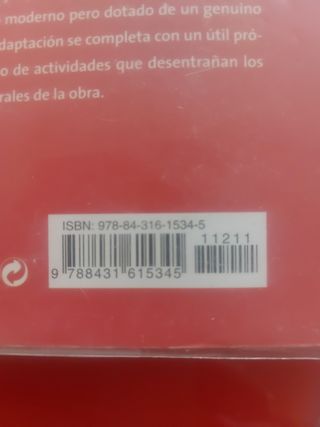 moderno pero dotado de un genuino
daptación se completa con un útil pró-
o de actividades que desentrañan los
rales de la obra.
ISBN: 978-84-316-1534-5
11211
9 788431 615345